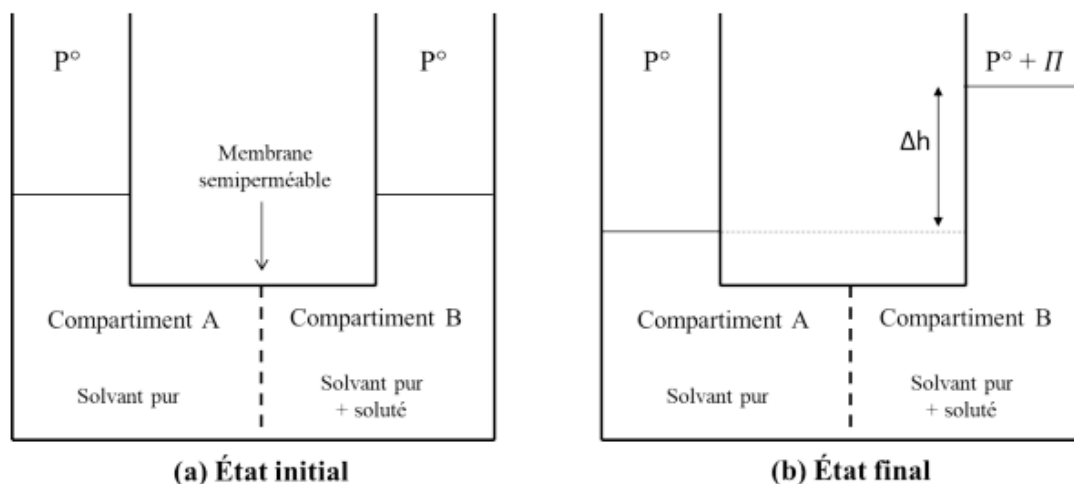 P°
P°
Membrane
semiperméable
Compartiment A
Compartiment B
Solvant pur
Solvant pur
+ soluté
(a) État initial
P°
P° + Π
Δh
Compartiment A
Compartiment B
Solvant pur
Solvant pur
+ soluté
(b) État final